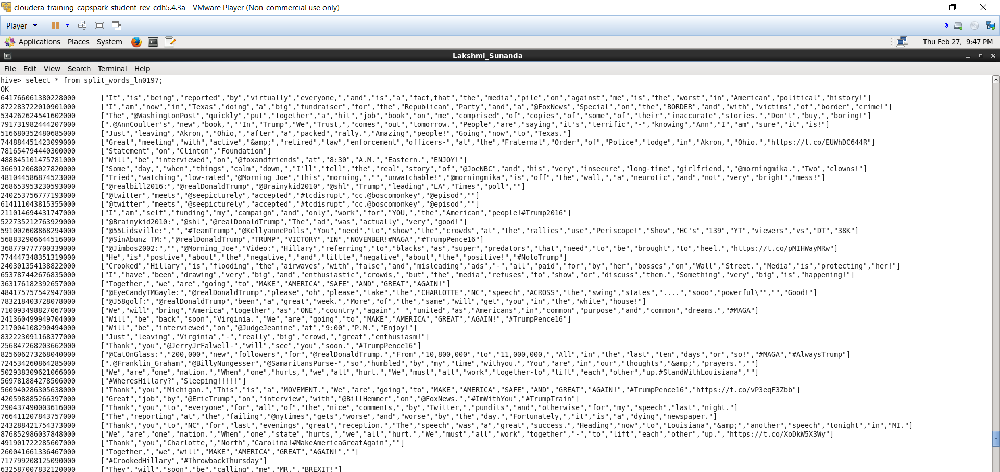 cloudera-training-capspark-student-rev_cdh5.4.3a - VMware Player (Non-commercial use only)
Player
Applications Places System Thu Feb 27, 9:47 PM
Lakshmi_Sunanda
File Edit View Search Terminal Help
hive> select * from split_words_ln0197;
OK
641766061380228000 ["It","is","being","reported","by","virtually","everyone,","and","is","a","fact,that","the","media","pile","on","against","me","is","the","worst","in","American","political","history!"]
872283722010901000 ["I","am","now","in","Texas","doing","a","big","fundraiser","for","the","Republican","Party","and","a","@FoxNews","Special","on","the","BORDER","and","with","victims","of","border","crime!"]
534262624541602000 ["The","@WashingtonPost","quickly","put","together","a","hit","job","book","on","me","comprised","of","copies","of","some","of","their","inaccurate","stories.","Don't","buy,","boring!"]
791731982444207000 [".@AnnCoulter's","new","book,","'In","Trump","We","Trust,","comes","out","tomorrow.","People","are","saying","it's","terrific","-","knowing","Ann","I","am","sure","it","is!"]
516680352480685000 ["Just","leaving","Akron,","Ohio,","after","a","packed","rally.","Amazing","people!","Going","now","to","Texas."]
744884451423099000 ["Great","meeting","with","active","&amp;","retired","law","enforcement","officers-","at","the","Fraternal","Order","of","Police","lodge","in","Akron,","Ohio.","https://t.co/EUWhDC644R"]
781654794440300000 ["Statement","on","Clinton","Foundation"]
488845101475781000 ["Will","be","interviewed","on","@foxandfriends","at","8:30","A.M.","Eastern.","ENJOY!"]
366912068027820000 ["Some","day,","when","things","calm","down,","I'll","tell","the","real","story","of","@JoeNBC","and","his","very","insecure","long-time","girlfriend,","@morningmika.","Two","clowns!"]
481044586874523000 ["Tried","watching","low-rated","@Morning_Joe","this","morning,","","unwatchable!","@morningmika","is","off","the","wall,","a","neurotic","and","not","very","bright","mess!"]
268653953230593000 ["@realbill2016:","@realDonaldTrump","@Brainykid2010","@shl","Trump","leading","LA","Times","poll",""]
240253756777193000 ["@twitter","meets","@seepicturely","accepted","#tcdisrupt","cc.@boscomonkey","@episod",""]
614111043815355000 ["@twitter","meets","@seepicturely","accepted","#tcdisrupt","cc.@boscomonkey","@episod",""]
211014694431747000 ["I","am","self","funding","my","campaign","and","only","work","for","YOU,","the","American","people!#Trump2016"]
522735212763929000 ["@Brainykid2010:","@shl","@realDonaldTrump","The","ad","was","actually","very","good!"]
591002608868294000 ["@55Lidsville:","","#TeamTrump","@KellyannePolls","You","need","to","show","the","crowds","at","the","rallies","use","Periscope!","Show","HC's","139","YT","viewers","vs","DT","38K"]
568832906644516000 ["@SinAbunz_TM:","@realDonaldTrump","TRUMP","VICTORY","IN","NOVEMBER!#MAGA","#TrumpPence16"]
368779777700339000 ["@Jimbos2002:","","@Morning_Joe","Video:","Hillary","referring","to","blacks","as","super","predators","that","need","to","be","brought","to","heel.","https://t.co/pMIHWayMRw"]
774447348351319000 ["He","is","postive","about","the","negative,","and","little","negative","about","the","positive!","#NotoTrump"]
240301354138822000 ["Crooked","Hillary","is","flooding","the","airwaves","with","false","and","misleading","ads","-","all","paid","for","by","her","bosses","on","Wall","Street.","Media","is","protecting","her!"]
653787442676835000 ["I","have","been","drawing","very","big","and","enthusiastic","crowds,","but","the","media","refuses","to","show","or","discuss","them.","Something","very","big","is","happening!"]
363176182392657000 ["Together,","we","are","going","to","MAKE","AMERICA","SAFE","AND","GREAT","AGAIN!"]
484175757542947000 ["@EyeCandyTMGayle:","@realDonaldTrump","please","oh","please","take","the","CHARLOTTE","NC","speech","ACROSS","the","swing","states","....","sooo","powerful\"","","Good!"]
783218403728078000 ["@J58golf:","@realDonaldTrump","been","a","great","week.","More","of","the","same","will","get","you","in","the","white","house!"]
710093498827067000 ["We","will","bring","America","together","as","ONE","country","again","–","united","as","Americans","in","common","purpose","and","common","dreams.","#MAGA"]
241360499949704000 ["Will","be","back","soon","Virginia.","We","are","going","to","MAKE","AMERICA","GREAT","AGAIN!","#TrumpPence16"]
217004108290494000 ["Will","be","interviewed","on","@JudgeJeanine","at","9:00","P.M.","Enjoy!"]
832223091168377000 ["Just","leaving","Virginia","-","really","big","crowd,","great","enthusiasm!"]
256847268203662000 ["Thank","you","@JerryJrFalwell-","will","see","you","soon.","#TrumpPence16"]
825606273268040000 ["@CatOnGlass:","200,000","new","followers","for","@realDonaldTrump.","From","10,800,000","to","11,000,000,","All","in","the","last","ten","days","or","so!","#MAGA","#AlwaysTrump"]
724534260864285000 [".@Franklin_Graham","@BillyNungesser","@SamaritansPurse-","so","humbled","by","my","time","withyou.","You","are","in","our","thoughts","&amp;","prayers.",""]
502938309621066000 ["We","are","one","nation.","When","one","hurts,","we","all","hurt.","We","must","all","work","together-to","lift","each","other","up.#StandWithLouisiana",""]
569781884278506000 ["#WheresHillary?","Sleeping!!!!!"]
560940286305638000 ["Thank","you","Michigan.","This","is","a","MOVEMENT.","We","are","going","to","MAKE","AMERICA","SAFE","AND","GREAT","AGAIN!","#TrumpPence16","https://t.co/vP3eqF3Zbb"]
420598885266397000 ["Great","job","by","@EricTrump","on","interview","with","@BillHemmer","on","@FoxNews.","#ImWithYou","#TrumpTrain"]
290437490003616000 ["Thank","you","to","everyone","for","all","of","the","nice","comments,","by","Twitter,","pundits","and","otherwise","for","my","speech","last","night."]
766411207843757000 ["The","reporting","at","the","failing","@nytimes","gets","worse","and","worse","by","the","day.","Fortunately,","it","is","a","dying","newspaper."]
243288421754373000 ["Thank","you","to","NC","for","last","evenings","great","reception.","The","speech","was","a","great","success.","Heading","now","to","Louisiana","&amp;","another","speech","tonight","in","MI."]
876852986037848000 ["We","are","one","nation.","When","one","state","hurts,","we","all","hurt.","We","must","all","work","together","-","to","lift","each","other","up.","https://t.co/XoDkW5X3Wy"]
491901722285607000 ["Thank","you","Charlotte,","North","Carolina!#MakeAmericaGreatAgain",""]
260041661336467000 ["Together,","we","will","MAKE","AMERICA","GREAT","AGAIN!",""]
717799208125090000 ["#CrookedHillary","#ThrowbackThursday"]
632587007832120000 ["They","will","soon","be","calling","me","MR.","BREXIT!"]